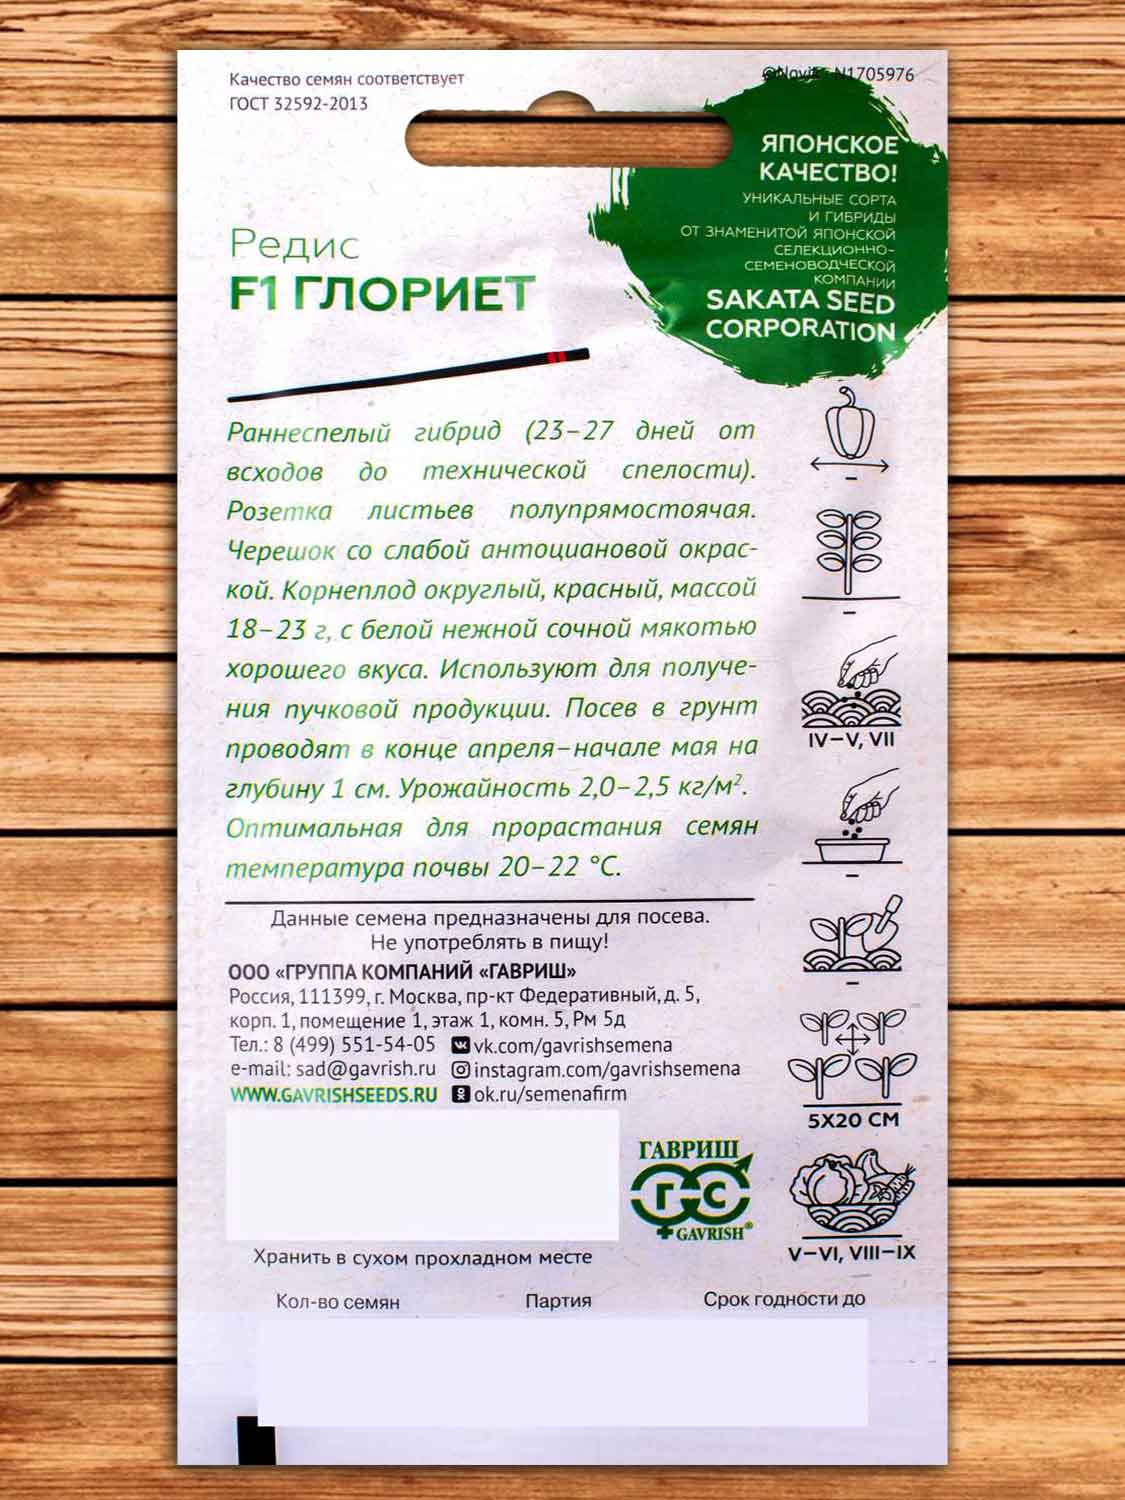 Качество семян соответствует
ГОСТ 32592-2013
N1705976
ЯПОНСКОЕ
КАЧЕСТВО!
УНИКАЛЬНЫЕ СОРТА
И ГИБРИДЫ
ОТ ЗНАМЕНИТОЙ ЯПОНСКОЙ
СЕЛЕКЦИОННО-
СЕМЕНОВОДЧЕСКОЙ
КОМПАНИИ
SAKATA SEED
CORPORATION
Редис
F1 ГЛОРИЕТ
Раннеспелый гибрид (23–27 дней от
всходов до технической спелости).
Розетка листьев полупрямостоячая.
Черешок со слабой антоциановой окрас-
кой. Корнеплод округлый, красный, массой
18–23 г, с белой нежной сочной мякотью
хорошего вкуса. Используют для получе-
ния пучковой продукции. Посев в грунт
проводят в конце апреля–начале мая на
глубину 1 см. Урожайность 2,0–2,5 кг/м².
Оптимальная для прорастания семян
температура почвы 20–22 °С.
–
–
IV–V, VII
–
–
5X20 СМ
V–VI, VIII–IX
Данные семена предназначены для посева.
Не употреблять в пищу!
ООО «ГРУППА КОМПАНИЙ «ГАВРИШ»
Россия, 111399, г. Москва, пр-кт Федеративный, д. 5,
корп. 1, помещение 1, этаж 1, комн. 5, Рм 5д
Тел.: 8 (499) 551-54-05 vk.com/gavrishsemena
e-mail: sad@gavrish.ru instagram.com/gavrishsemena
WWW.GAVRISHSEEDS.RU ok.ru/semenafirm
ГАВРИШ
Г С
GAVRISH®
Хранить в сухом прохладном месте
Кол-во семян Партия Срок годности до